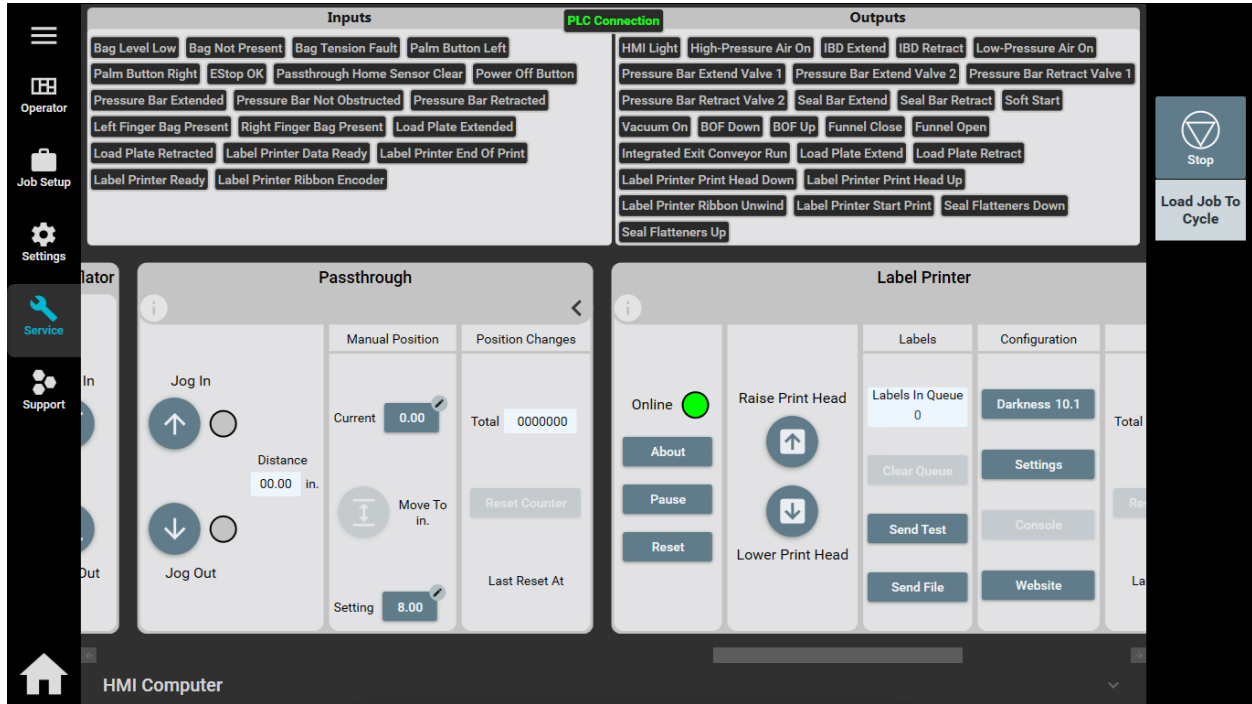 Inputs
PLC Connection
Outputs
Bag Level Low Bag Not Present Bag Tension Fault Palm Button Left
Palm Button Right EStop OK Passthrough Home Sensor Clear Power Off Button
Pressure Bar Extended Pressure Bar Not Obstructed Pressure Bar Retracted
Left Finger Bag Present Right Finger Bag Present Load Plate Extended
Load Plate Retracted Label Printer Data Ready Label Printer End Of Print
Label Printer Ready Label Printer Ribbon Encoder
HMI Light High-Pressure Air On IBD Extend IBD Retract Low-Pressure Air On
Pressure Bar Extend Valve 1 Pressure Bar Extend Valve 2 Pressure Bar Retract Valve 1
Pressure Bar Retract Valve 2 Seal Bar Extend Seal Bar Retract Soft Start
Vacuum On BOF Down BOF Up Funnel Close Funnel Open
Integrated Exit Conveyor Run Load Plate Extend Load Plate Retract
Label Printer Print Head Down Label Printer Print Head Up
Label Printer Ribbon Unwind Label Printer Start Print Seal Flatteners Down
Seal Flatteners Up
Operator
Job Setup
Settings
Service
Support
Stop
Load Job To
Cycle
lator
In
Out
Passthrough
Jog In
Distance
00.00 in.
Jog Out
Manual Position
Current 0.00
Move To
in.
Setting 8.00
Position Changes
Total 0000000
Reset Counter
Last Reset At
Label Printer
Online
About
Pause
Reset
Raise Print Head
Lower Print Head
Labels
Labels In Queue
0
Clear Queue
Send Test
Send File
Configuration
Darkness 10.1
Settings
Console
Website
Total
Re
La
HMI Computer